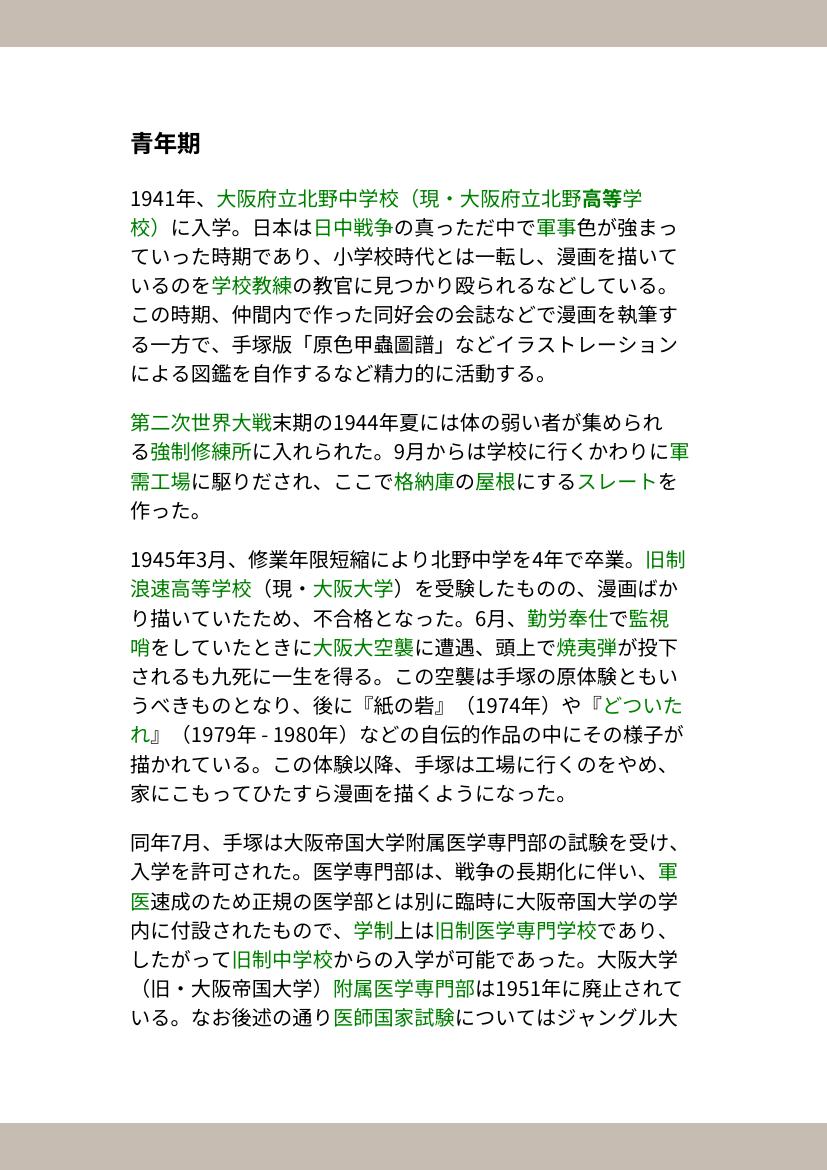 青年期
1941年、大阪府立北野中学校（現・大阪府立北野高等学
校）に入学。日本は日中戦争の真っただ中で軍事色が強まっ
ていった時期であり、小学校時代とは一転し、漫画を描いて
いるのを学校教練の教官に見つかり殴られるなどしている。
この時期、仲間内で作った同好会の会誌などで漫画を執筆す
る一方で、手塚版「原色甲蟲圖譜」などイラストレーション
による図鑑を自作するなど精力的に活動する。
第二次世界大戦末期の1944年夏には体の弱い者が集められ
る強制修練所に入れられた。9月からは学校に行くかわりに軍
需工場に駆りだされ、ここで格納庫の屋根にするスレートを
作った。
1945年3月、修業年限短縮により北野中学を4年で卒業。旧制
浪速高等学校（現・大阪大学）を受験したものの、漫画ばか
り描いていたため、不合格となった。6月、勤労奉仕で監視
哨をしていたときに大阪大空襲に遭遇、頭上で焼夷弾が投下
されるも九死に一生を得る。この空襲は手塚の原体験ともい
うべきものとなり、後に『紙の砦』（1974年）や『どついた
れ』（1979年 - 1980年）などの自伝的作品の中にその様子が
描かれている。この体験以降、手塚は工場に行くのをやめ、
家にこもってひたすら漫画を描くようになった。
同年7月、手塚は大阪帝国大学附属医学専門部の試験を受け、
入学を許可された。医学専門部は、戦争の長期化に伴い、軍
医速成のため正規の医学部とは別に臨時に大阪帝国大学の学
内に付設されたもので、学制上は旧制医学専門学校であり、
したがって旧制中学校からの入学が可能であった。大阪大学
（旧・大阪帝国大学）附属医学専門部は1951年に廃止されて
いる。なお後述の通り医師国家試験についてはジャングル大